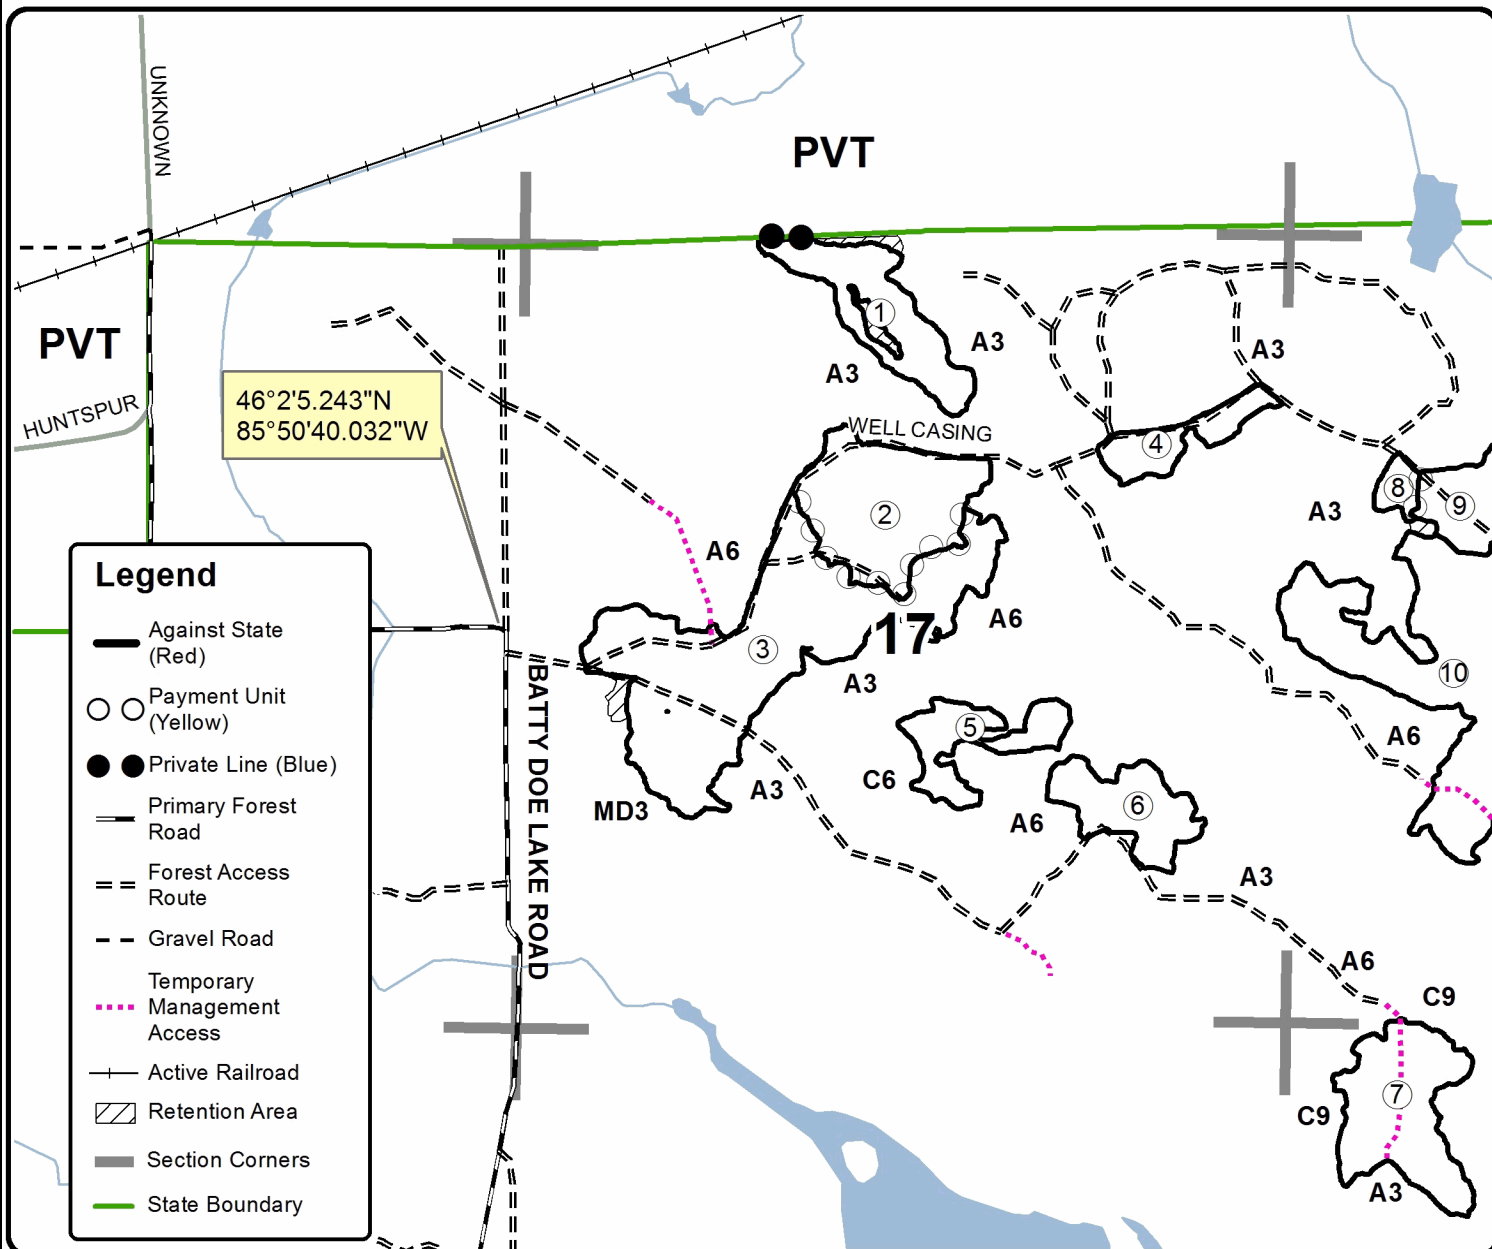 UNKNOWN
PVT
PVT
HUNTSPUR
46°2'5.243"N
85°50'40.032"W
1
A3
A3
A3
WELL CASING
4
2
8
9
A3
A6
17
A6
3
A3
10
5
A6
C6
A3
MD3
6
A6
BATTY DOE LAKE ROAD
A3
A6
C9
7
C9
A3
Legend
Against State
(Red)
Payment Unit
(Yellow)
Private Line (Blue)
Primary Forest
Road
Forest Access
Route
Gravel Road
Temporary
Management
Access
Active Railroad
Retention Area
Section Corners
State Boundary